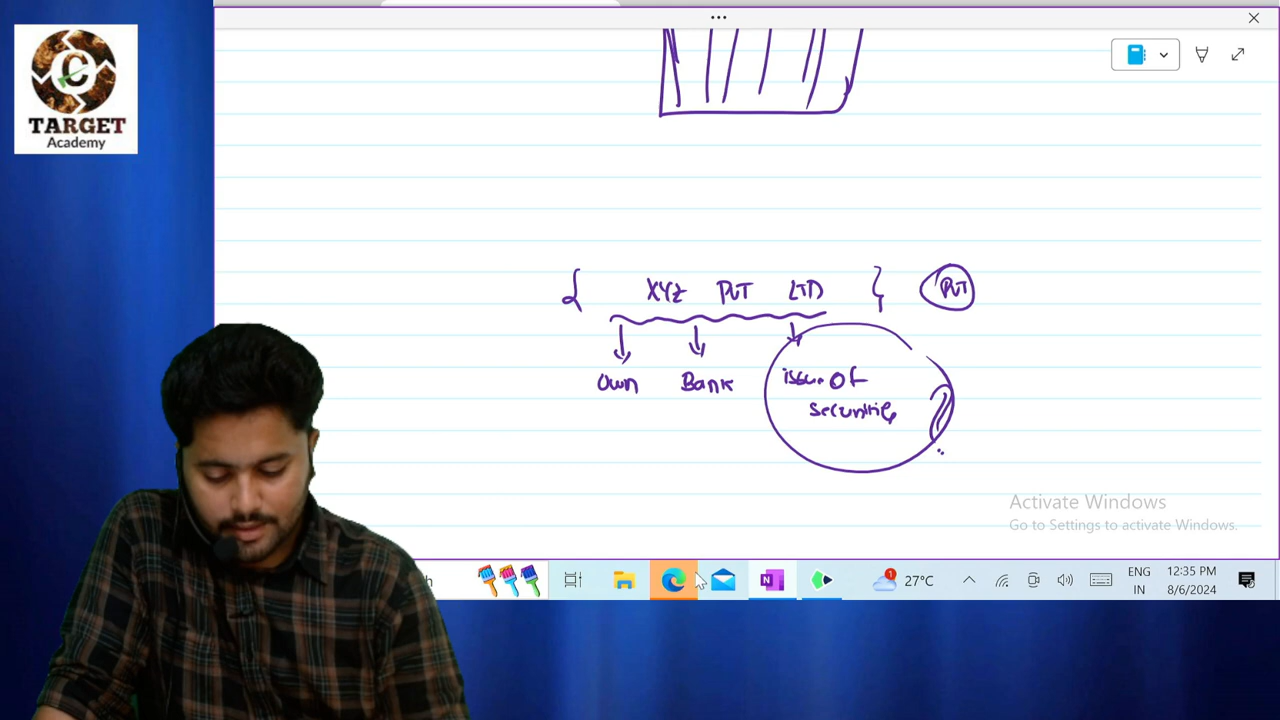 TARGET
Academy
{ XYZ PVT LTD } PVT
Own Bank issue of
securities
Activate Windows
Go to Settings to activate Windows.
h
27°C
ENG
IN
12:35 PM
8/6/2024
1